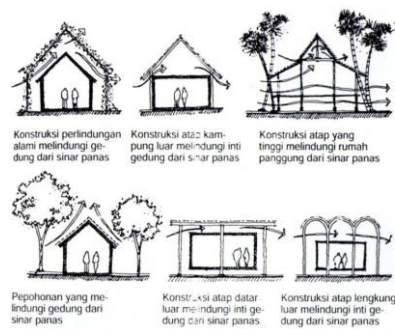 Konstruksi perlindungan
alami melindungi ge-
dung dari sinar panas
Konstruksi atap kam-
pung luar melindungi inti
gedung dari sinar panas
Konstruksi atap yang
tinggi melindungi rumah
panggung dari sinar panas
Pepohonan yang me-
lindungi gedung dari
sinar panas
Konstruksi atap datar
luar melindungi inti ge-
dung dari sinar panas
Konstruksi atap lengkung
luar melindungi inti ge-
dung dari sinar panas